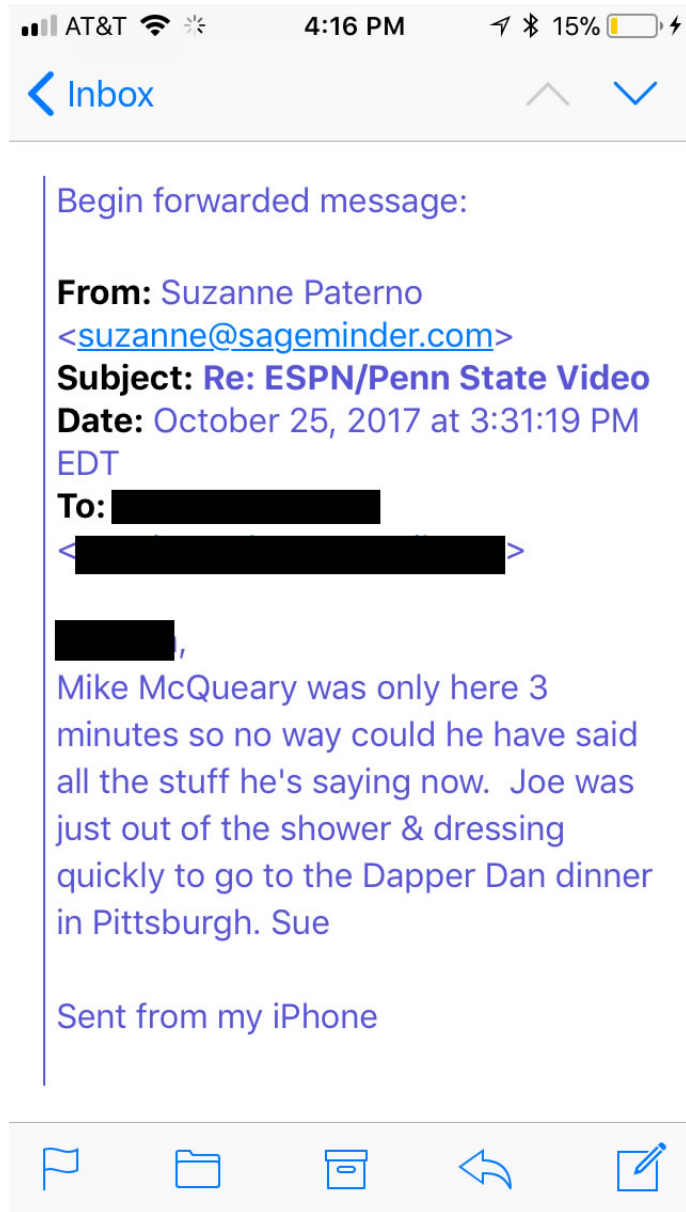 AT&T 4:16 PM 15%
Inbox
Begin forwarded message:
From: Suzanne Paterno
<suzanne@sageminder.com>
Subject: Re: ESPN/Penn State Video
Date: October 25, 2017 at 3:31:19 PM
EDT
To:
< >
,
Mike McQueary was only here 3
minutes so no way could he have said
all the stuff he's saying now.  Joe was
just out of the shower & dressing
quickly to go to the Dapper Dan dinner
in Pittsburgh. Sue
Sent from my iPhone